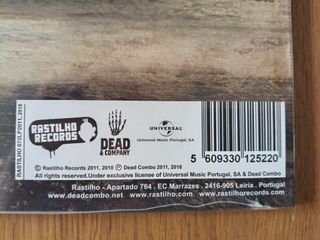 RASTILHO 072LP2011, 2018
RASTILHO
RECORDS
DEAD
&COMPANY
UNIVERSAL
Universal Music Portugal, SA
5 609330 125220
© Rastilho Records 2011, 2018 ℗ Dead Combo 2011, 2018
All rights reserved.Under exclusive license of Universal Music Portugal, SA & Dead Combo
Rastilho - Apartado 764 . EC Marrazes . 2416-905 Leiria . Portugal
www.deadcombo.net www.rastilhorecords.com